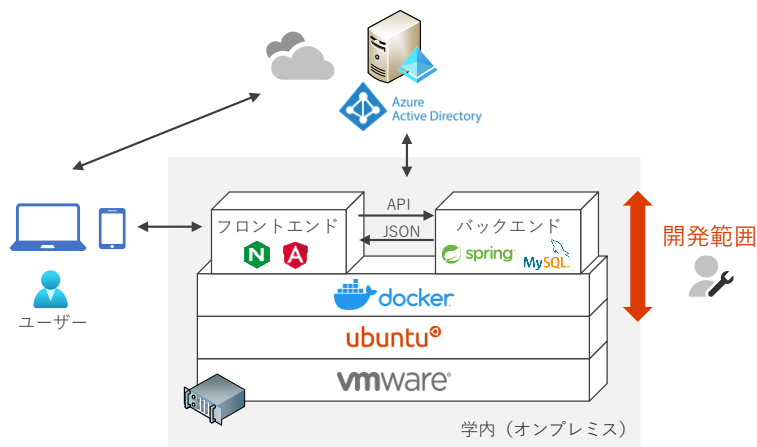 Azure
Active Directory
フロントエンド
API
JSON
バックエンド
spring
MySQL
開発範囲
ユーザー
docker
ubuntu
vmware
学内（オンプレミス）